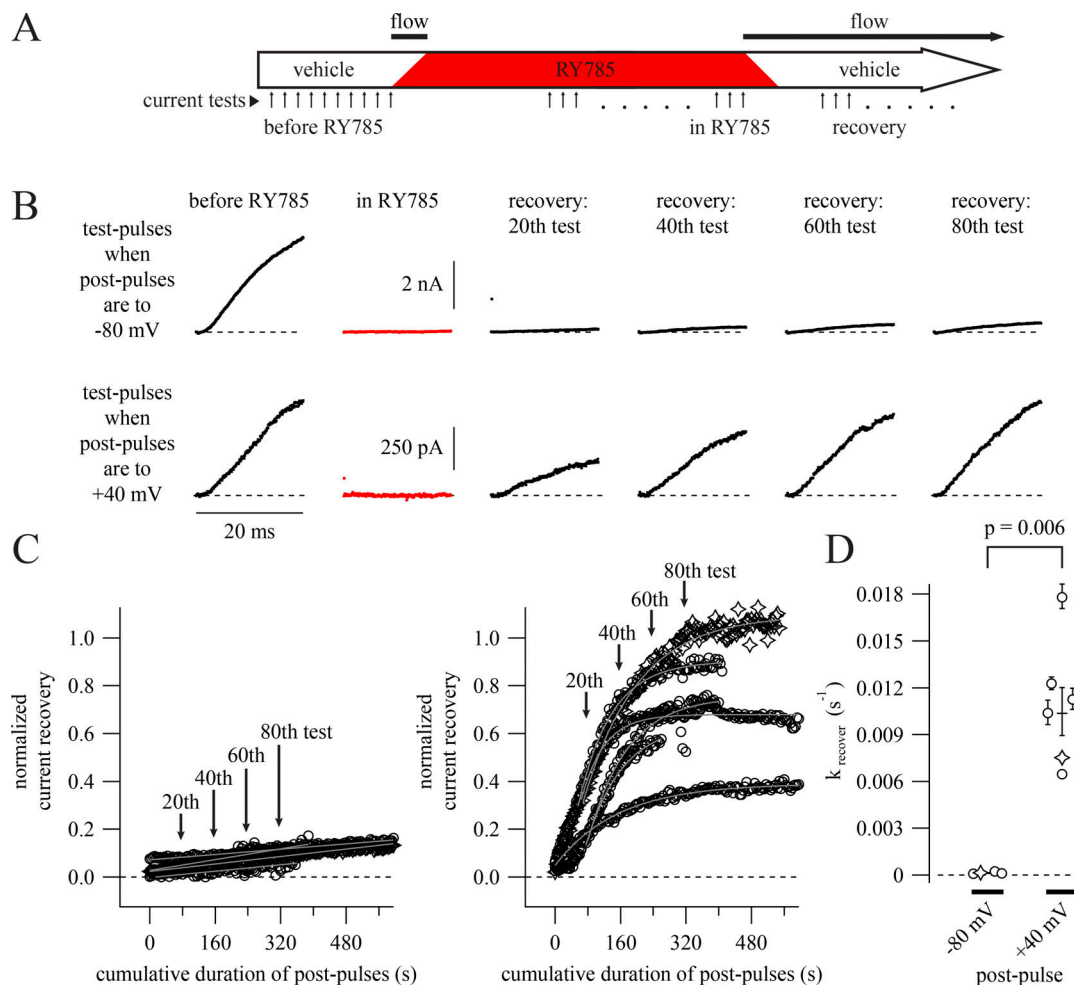 A
flow
flow
vehicle
RY785
vehicle
current tests
before RY785
in RY785
recovery
B
before RY785
in RY785
recovery:
20th test
recovery:
40th test
recovery:
60th test
recovery:
80th test
test-pulses
when
post-pulses
are to
-80 mV
2 nA
test-pulses
when
post-pulses
are to
+40 mV
250 pA
20 ms
C
normalized
current recovery
1.0
0.8
0.6
0.4
0.2
0.0
20th
40th
60th
80th test
0
160
320
480
cumulative duration of post-pulses (s)
normalized
current recovery
1.0
0.8
0.6
0.4
0.2
0.0
20th
40th
60th
80th test
0
160
320
480
cumulative duration of post-pulses (s)
D
p = 0.006
k recover (s-1)
0.018
0.015
0.012
0.009
0.006
0.003
0
-80 mV
+40 mV
post-pulse